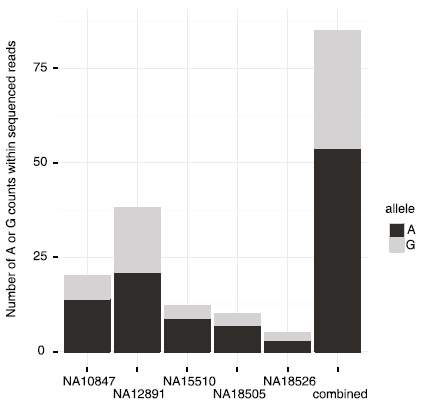 Number of A or G counts within sequenced reads
75
50
25
0
NA10847
NA12891
NA15510
NA18505
NA18526
combined
allele
A
G